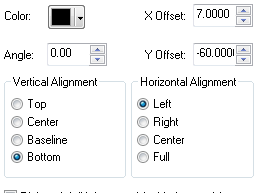 Color:
X Offset: 7.0000
Angle: 0.00
Y Offset: -60.000
Vertical Alignment
Top
Center
Baseline
Bottom
Horizontal Alignment
Left
Right
Center
Full